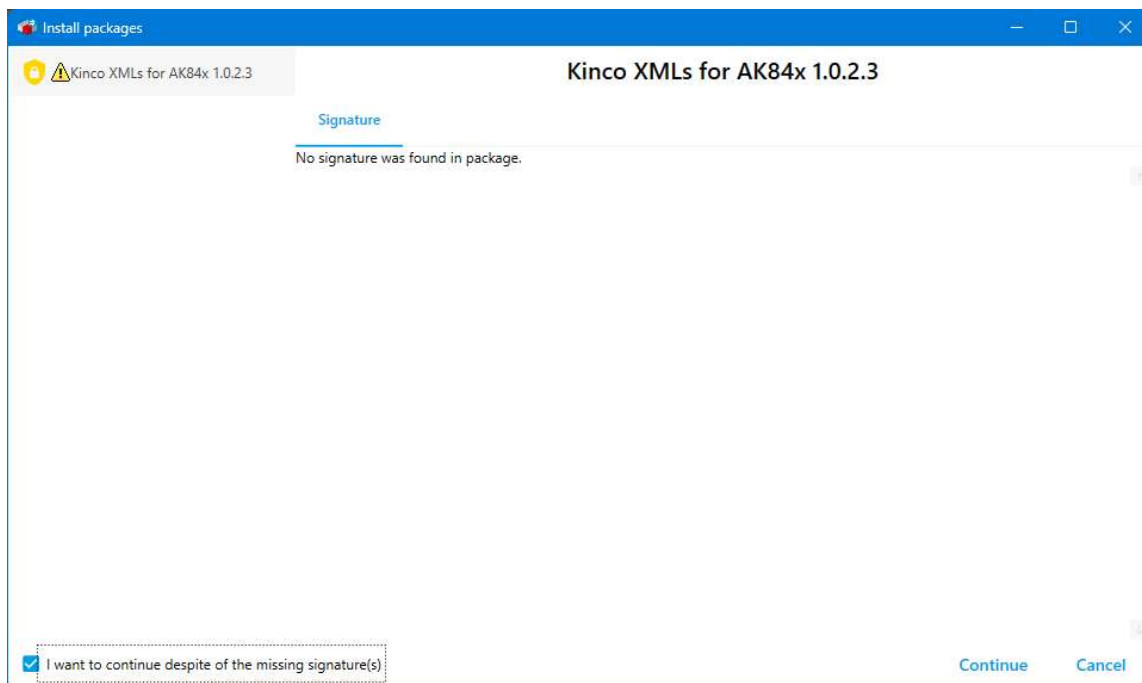 Install packages
Kinco XMLs for AK84x 1.0.2.3
Kinco XMLs for AK84x 1.0.2.3
Signature
No signature was found in package.
I want to continue despite of the missing signature(s)
Continue
Cancel